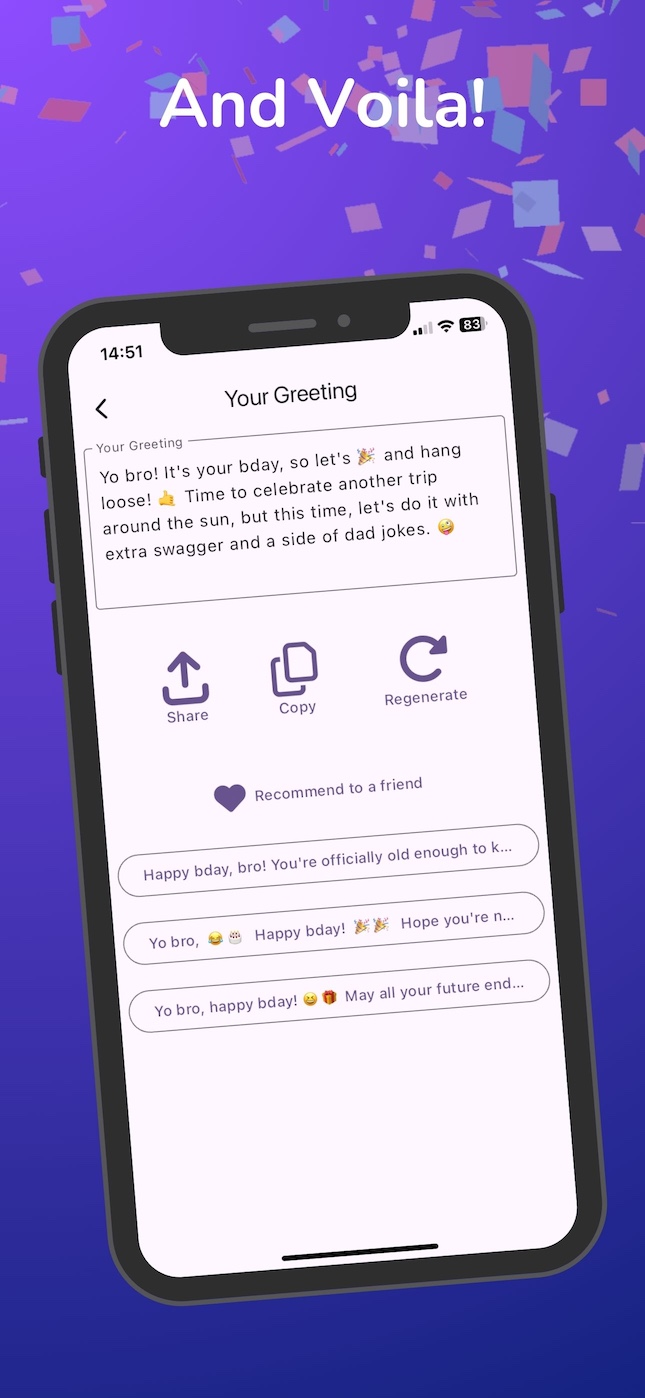 And Voila!
14:51
83
Your Greeting
Your Greeting
Yo bro! It's your bday, so let's 🎉 and hang
loose! 🤙 Time to celebrate another trip
around the sun, but this time, let's do it with
extra swagger and a side of dad jokes. 🤪
Share
Copy
Regenerate
Recommend to a friend
Happy bday, bro! You're officially old enough to k...
Yo bro, 😂🎂 Happy bday! 🎉🎉 Hope you're n...
Yo bro, happy bday! 😄🎁 May all your future end...